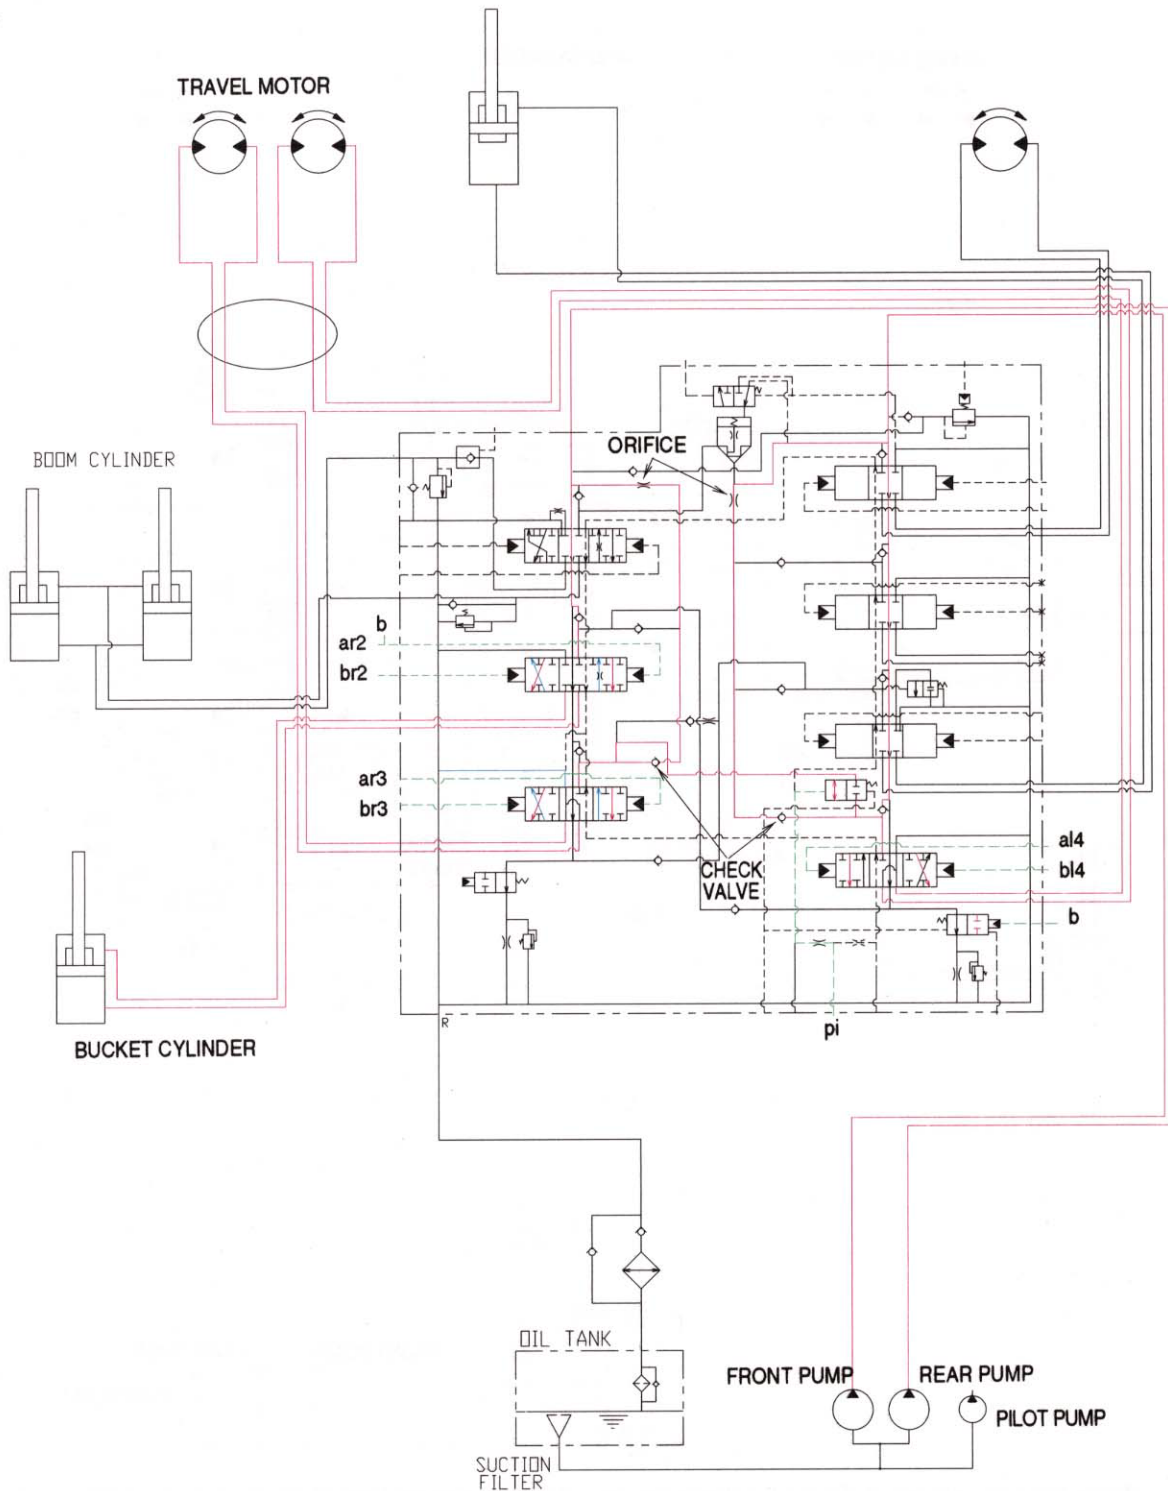 TRAVEL MOTOR
ORIFICE
BOOM CYLINDER
b
ar2
br2
ar3
br3
al4
bl4
CHECK
VALVE
b
R
pi
BUCKET CYLINDER
OIL TANK
FRONT PUMP
REAR PUMP
PILOT PUMP
SUCTION
FILTER